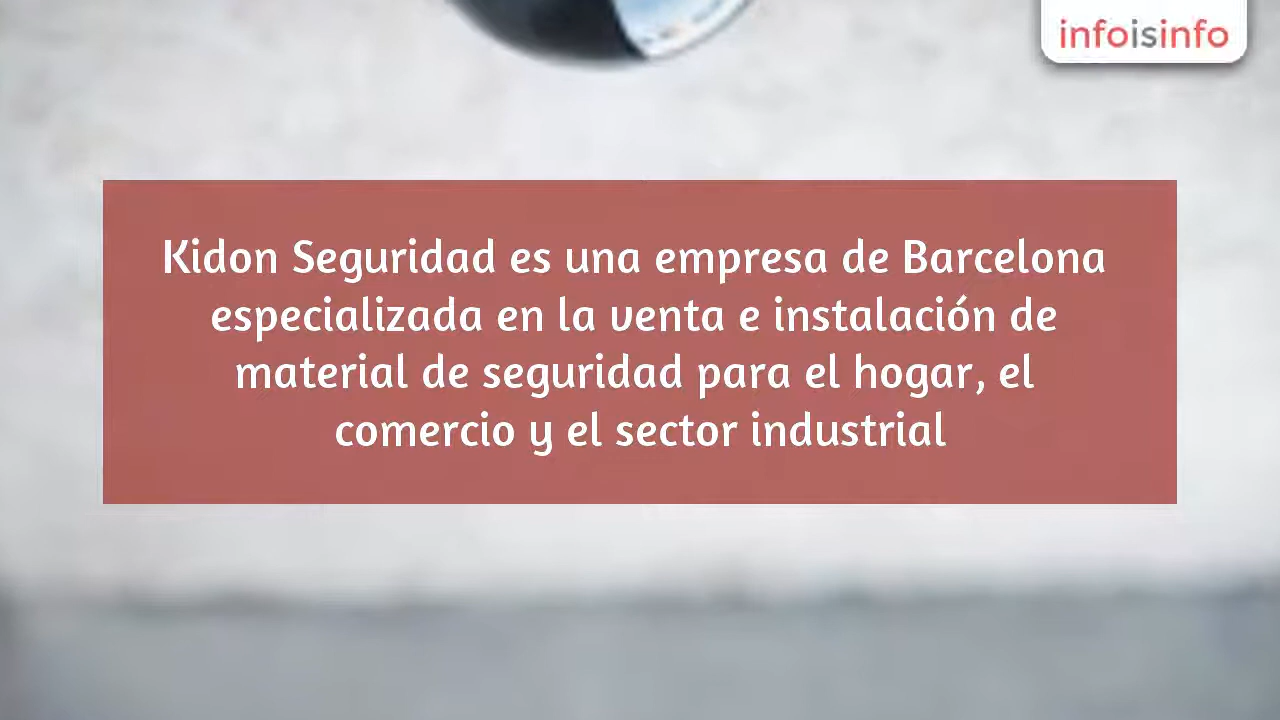 infoisinfo
Kidon Seguridad es una empresa de Barcelona
especializada en la venta e instalación de
material de seguridad para el hogar, el
comercio y el sector industrial